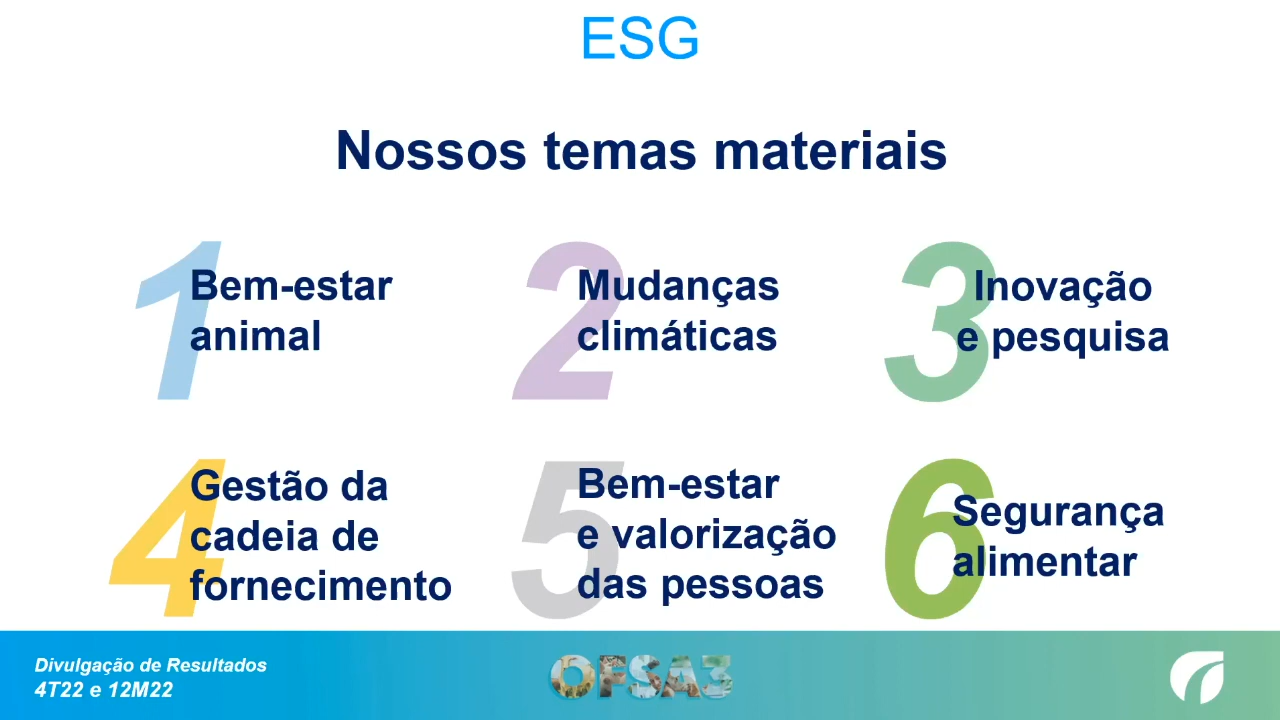 ESG
Nossos temas materiais
1
Bem-estar
animal
2
Mudanças
climáticas
3
Inovação
e pesquisa
4
Gestão da
cadeia de
fornecimento
5
Bem-estar
e valorização
das pessoas
6
Segurança
alimentar
Divulgação de Resultados
4T22 e 12M22
OFSA3